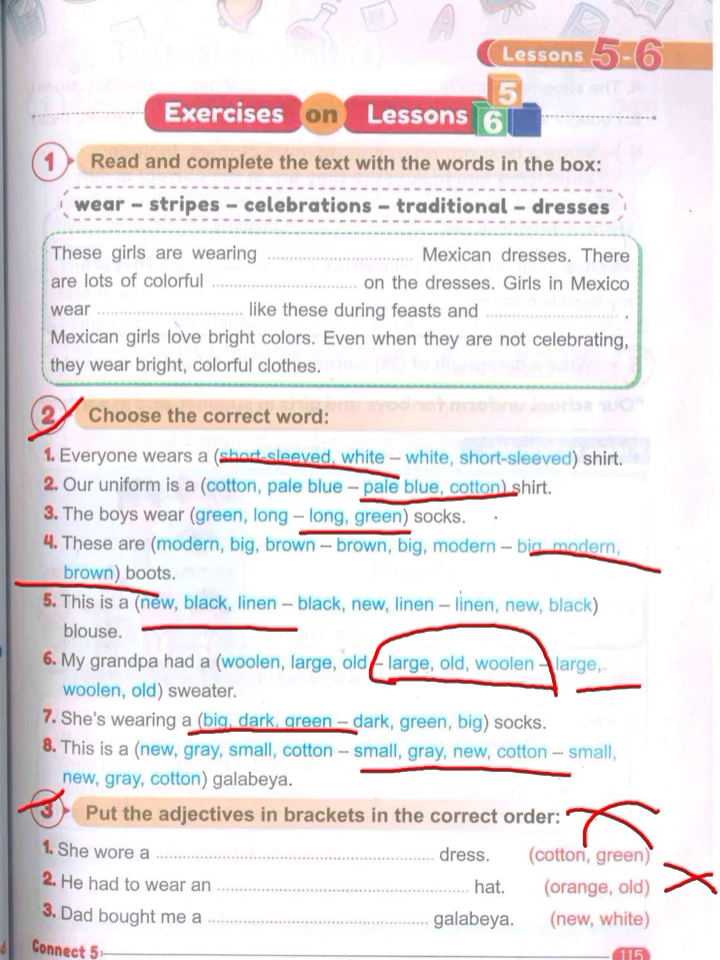 Lessons 5-6
Exercises on Lessons 5 6
1 Read and complete the text with the words in the box:
wear – stripes – celebrations – traditional – dresses
These girls are wearing .............................. Mexican dresses. There
are lots of colorful .............................. on the dresses. Girls in Mexico
wear .............................. like these during feasts and .............................. .
Mexican girls love bright colors. Even when they are not celebrating,
they wear bright, colorful clothes.
2 Choose the correct word:
1. Everyone wears a (short-sleeved, white – white, short-sleeved) shirt.
2. Our uniform is a (cotton, pale blue – pale blue, cotton) shirt.
3. The boys wear (green, long – long, green) socks.
4. These are (modern, big, brown – brown, big, modern – big, modern,
brown) boots.
5. This is a (new, black, linen – black, new, linen – linen, new, black)
blouse.
6. My grandpa had a (woolen, large, old – large, old, woolen – large,
woolen, old) sweater.
7. She's wearing a (big, dark, green – dark, green, big) socks.
8. This is a (new, gray, small, cotton – small, gray, new, cotton – small,
new, gray, cotton) galabeya.
3 Put the adjectives in brackets in the correct order:
1. She wore a .............................. dress. (cotton, green)
2. He had to wear an .............................. hat. (orange, old)
3. Dad bought me a .............................. galabeya. (new, white)
Connect 5 115